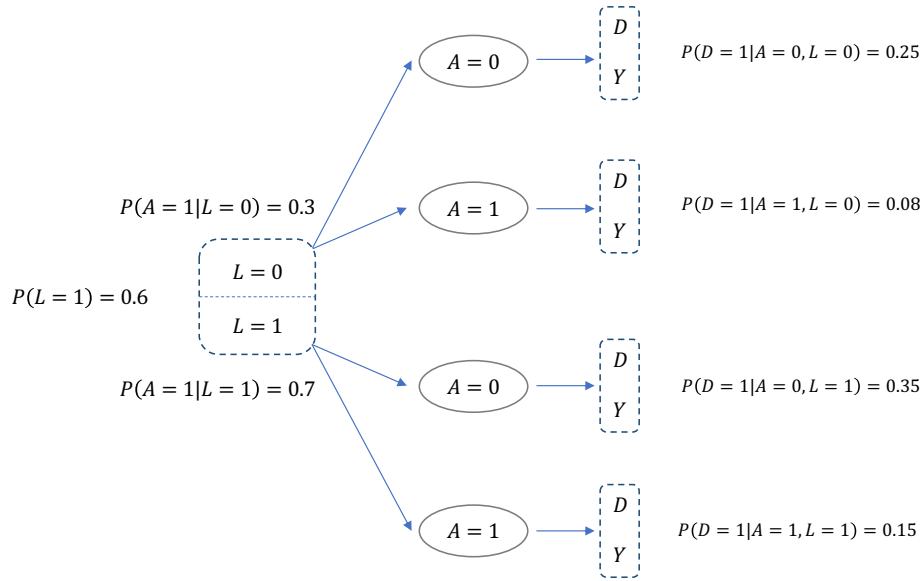 D
A = 0
P(D = 1|A = 0, L = 0) = 0.25
Y
D
P(A = 1|L = 0) = 0.3
A = 1
P(D = 1|A = 1, L = 0) = 0.08
Y
L = 0
P(L = 1) = 0.6
L = 1
D
P(A = 1|L = 1) = 0.7
A = 0
P(D = 1|A = 0, L = 1) = 0.35
Y
D
A = 1
P(D = 1|A = 1, L = 1) = 0.15
Y